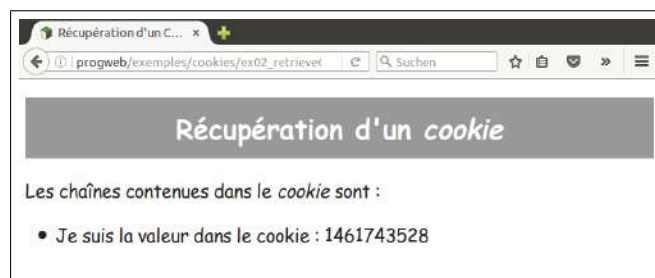 Récupération d'un C... ×
progweb/exemples/cookies/ex02_retrieve
Suchen
Récupération d'un cookie
Les chaînes contenues dans le cookie sont :
• Je suis la valeur dans le cookie : 1461743528